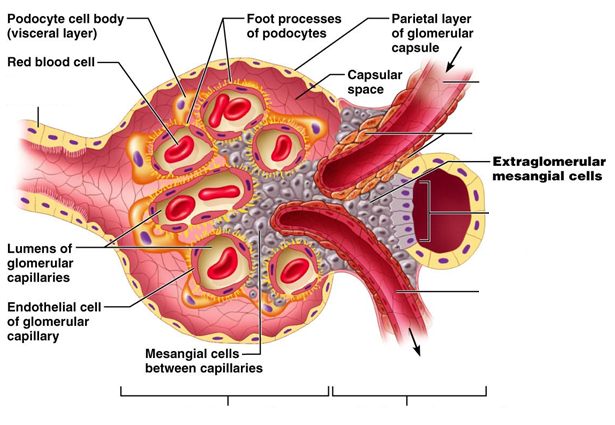 Podocyte cell body
(visceral layer)
Foot processes
of podocytes
Parietal layer
of glomerular
capsule
Red blood cell
Capsular
space
Extraglomerular
mesangial cells
Lumens of
glomerular
capillaries
Endothelial cell
of glomerular
capillary
Mesangial cells
between capillaries